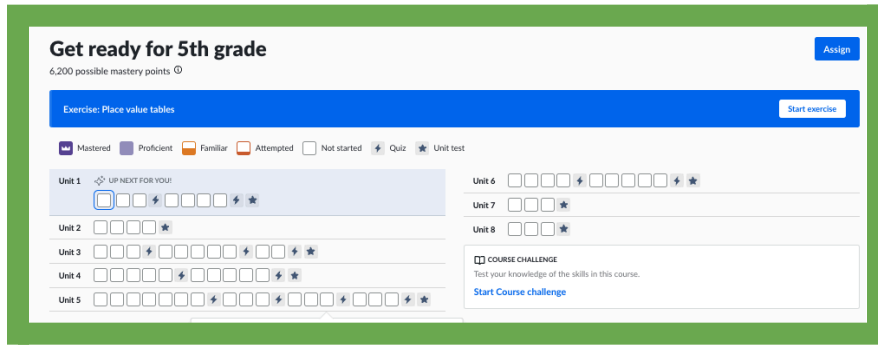 Get ready for 5th grade
Assign
6,200 possible mastery points
Exercise: Place value tables
Start exercise
Mastered Proficient Familiar Attempted Not started Quiz Unit test
Unit 1 UP NEXT FOR YOU!
Unit 2
Unit 3
Unit 4
Unit 5
Unit 6
Unit 7
Unit 8
COURSE CHALLENGE
Test your knowledge of the skills in this course.
Start Course challenge